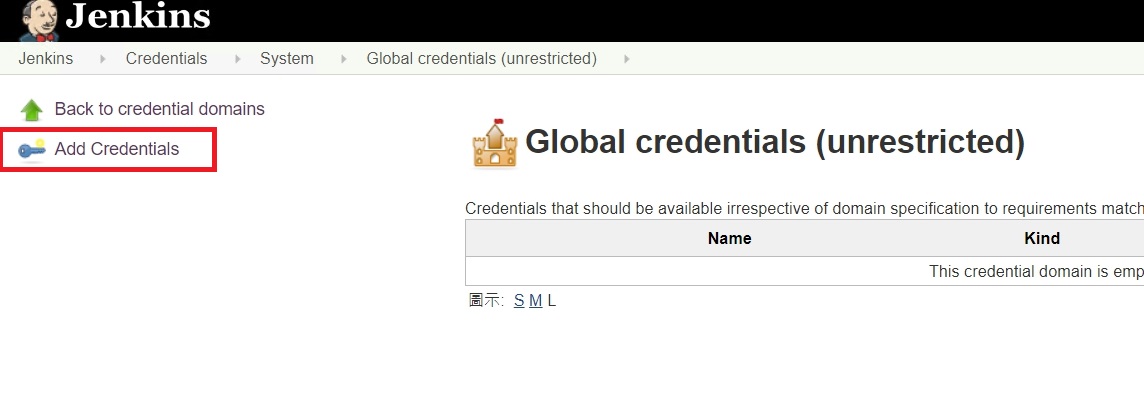 Jenkins
Jenkins Credentials System Global credentials (unrestricted)
Back to credential domains
Add Credentials
Global credentials (unrestricted)
Credentials that should be available irrespective of domain specification to requirements match
Name Kind
This credential domain is emp
圖示: S M L